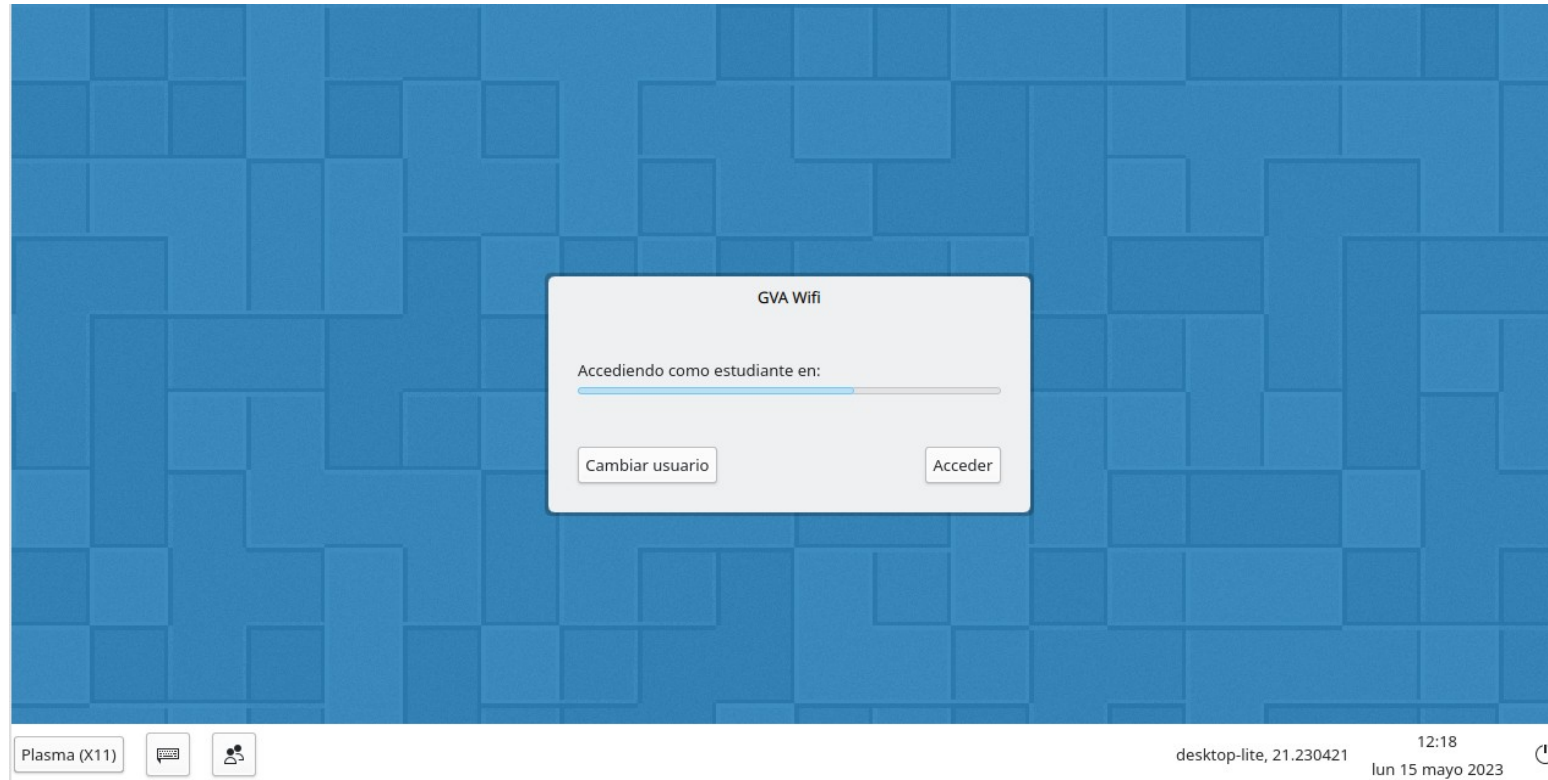 GVA Wifi
Accediendo como estudiante en:
Cambiar usuario
Acceder
Plasma (X11)
desktop-lite, 21.230421
12:18
lun 15 mayo 2023